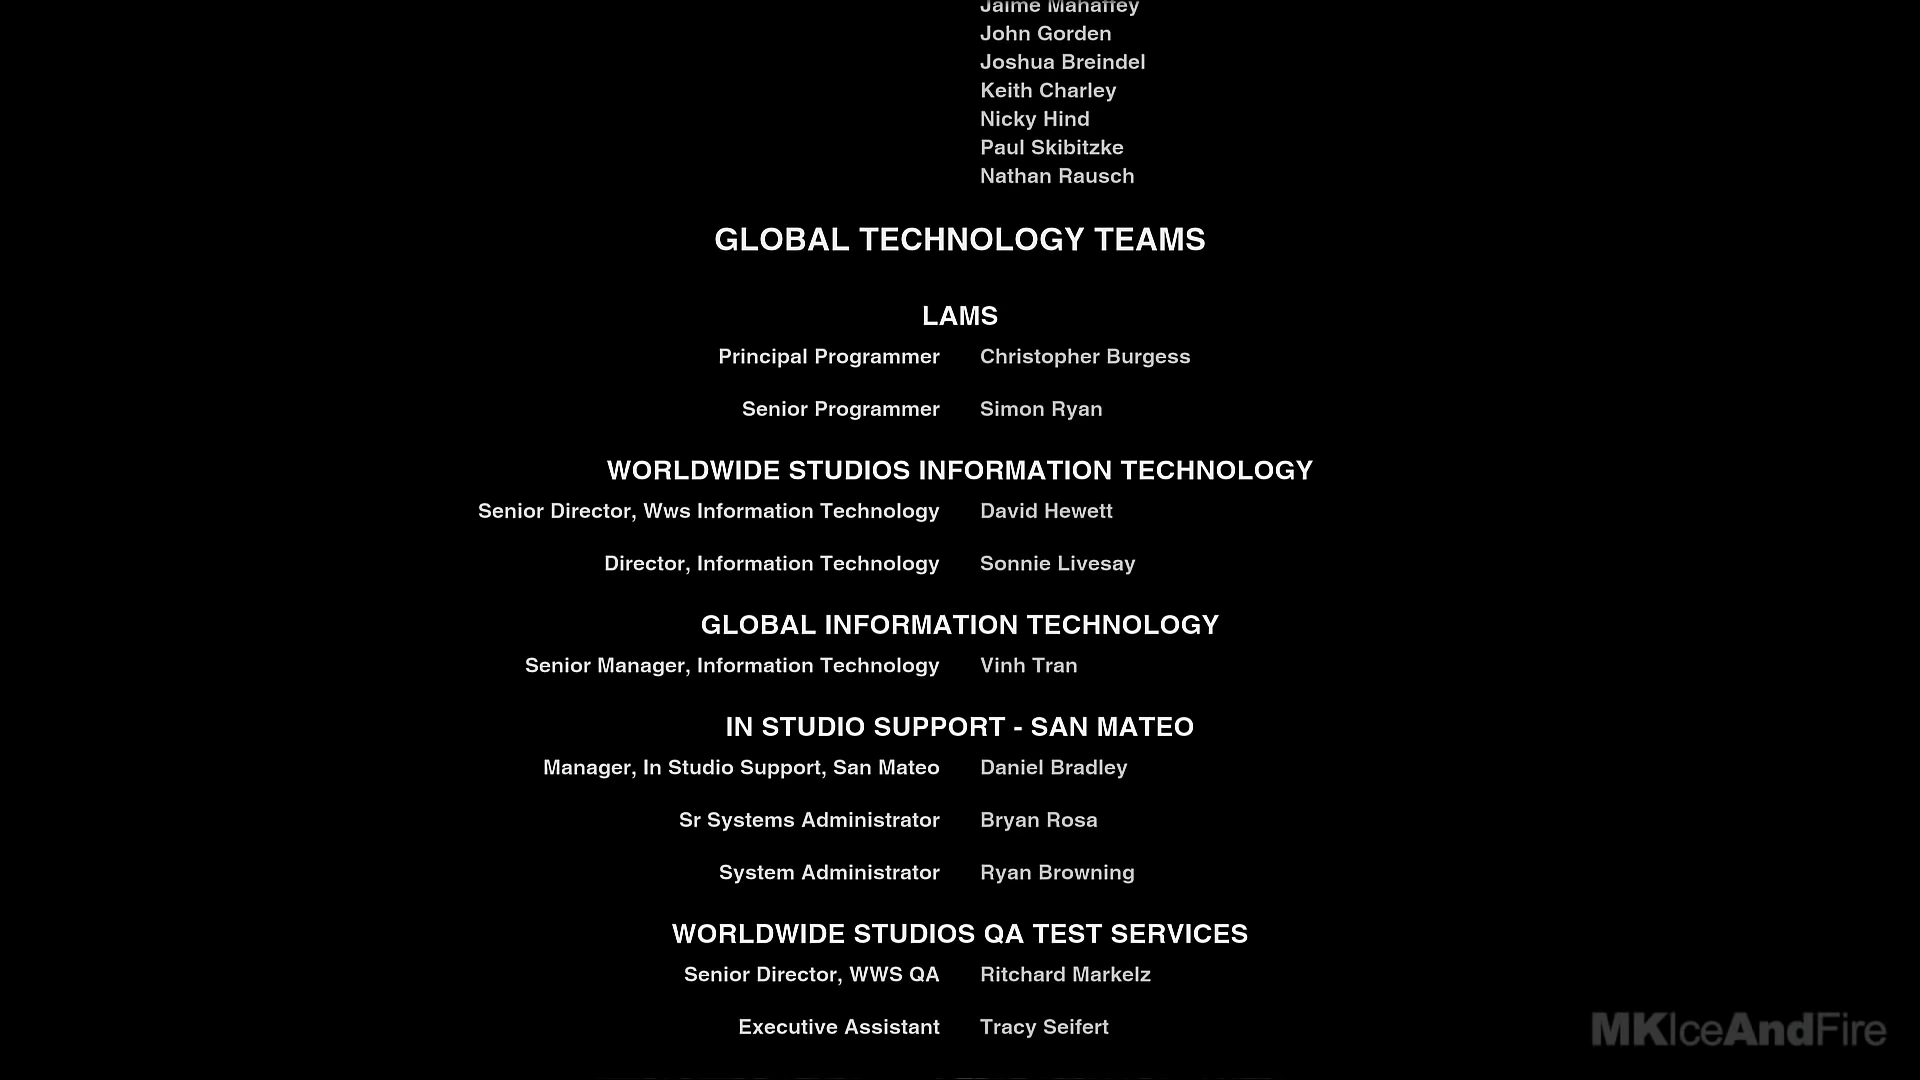 Jaime Mahaffey
John Gorden
Joshua Breindel
Keith Charley
Nicky Hind
Paul Skibitzke
Nathan Rausch
GLOBAL TECHNOLOGY TEAMS
LAMS
Principal Programmer Christopher Burgess
Senior Programmer Simon Ryan
WORLDWIDE STUDIOS INFORMATION TECHNOLOGY
Senior Director, Wws Information Technology David Hewett
Director, Information Technology Sonnie Livesay
GLOBAL INFORMATION TECHNOLOGY
Senior Manager, Information Technology Vinh Tran
IN STUDIO SUPPORT - SAN MATEO
Manager, In Studio Support, San Mateo Daniel Bradley
Sr Systems Administrator Bryan Rosa
System Administrator Ryan Browning
WORLDWIDE STUDIOS QA TEST SERVICES
Senior Director, WWS QA Ritchard Markelz
Executive Assistant Tracy Seifert
MKIceAndFire